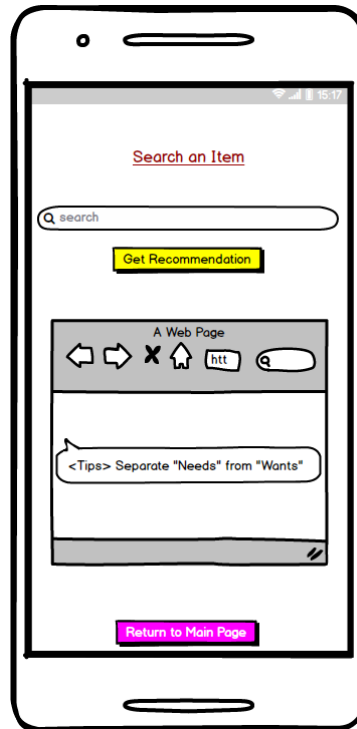 15:17
Search an Item
search
Get Recommendation
A Web Page
htt
<Tips> Separate "Needs" from "Wants"
Return to Main Page